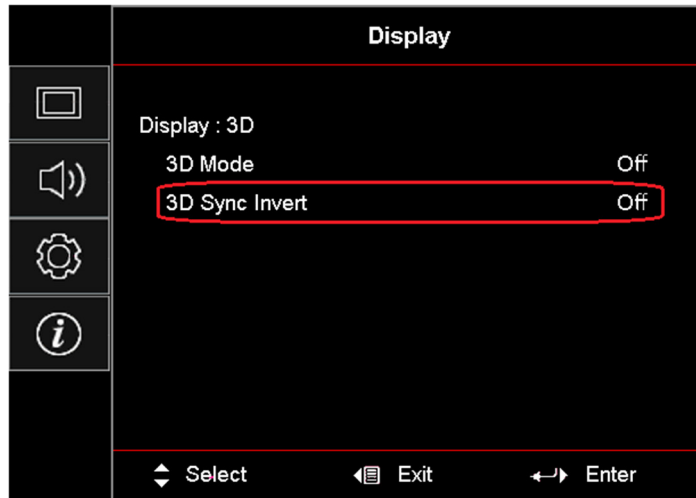 Display
Display : 3D
3D Mode Off
3D Sync Invert Off
Select Exit Enter